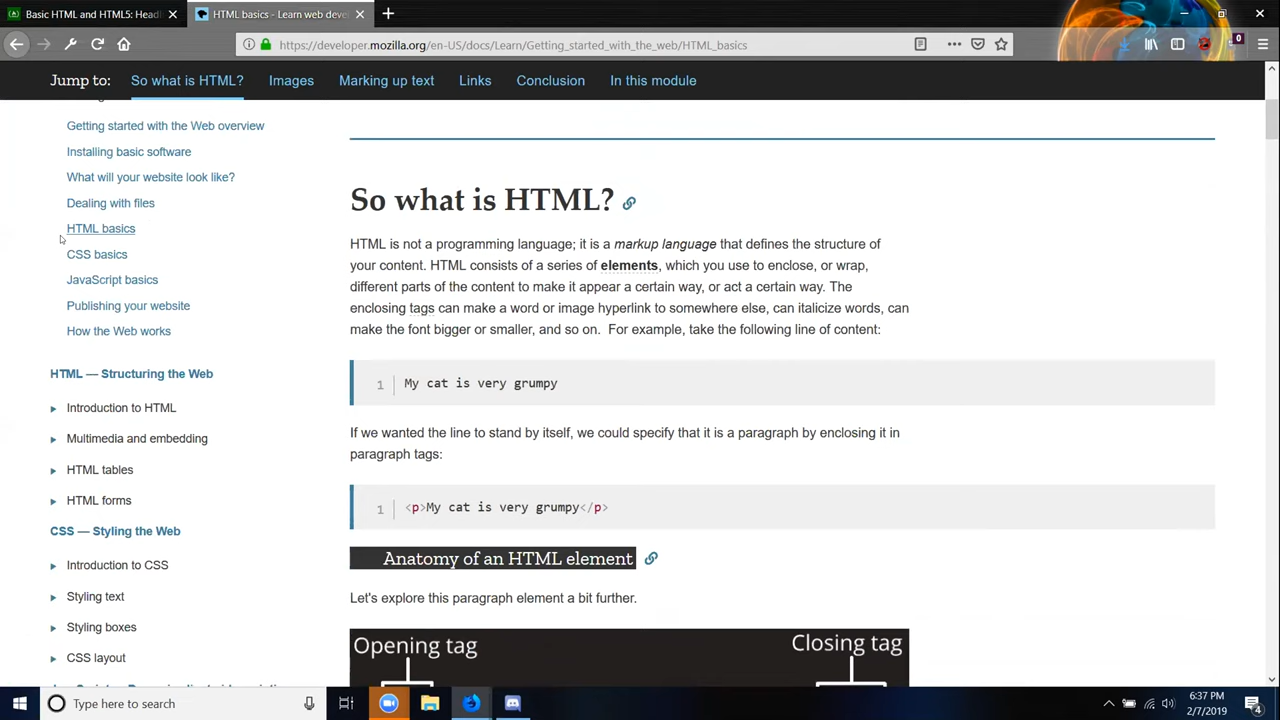 Basic HTML and HTML5: Headl
HTML basics - Learn web deve
https://developer.mozilla.org/en-US/docs/Learn/Getting_started_with_the_web/HTML_basics
0
Jump to: So what is HTML? Images Marking up text Links Conclusion In this module
Getting started with the Web overview
Installing basic software
What will your website look like?
Dealing with files
HTML basics
CSS basics
JavaScript basics
Publishing your website
How the Web works
HTML — Structuring the Web
Introduction to HTML
Multimedia and embedding
HTML tables
HTML forms
CSS — Styling the Web
Introduction to CSS
Styling text
Styling boxes
CSS layout
So what is HTML?
HTML is not a programming language; it is a markup language that defines the structure of
your content. HTML consists of a series of elements, which you use to enclose, or wrap,
different parts of the content to make it appear a certain way, or act a certain way. The
enclosing tags can make a word or image hyperlink to somewhere else, can italicize words, can
make the font bigger or smaller, and so on. For example, take the following line of content:
1 My cat is very grumpy
If we wanted the line to stand by itself, we could specify that it is a paragraph by enclosing it in
paragraph tags:
1 <p>My cat is very grumpy</p>
Anatomy of an HTML element
Let's explore this paragraph element a bit further.
Opening tag
Closing tag
Type here to search
6:37 PM
2/7/2019
4